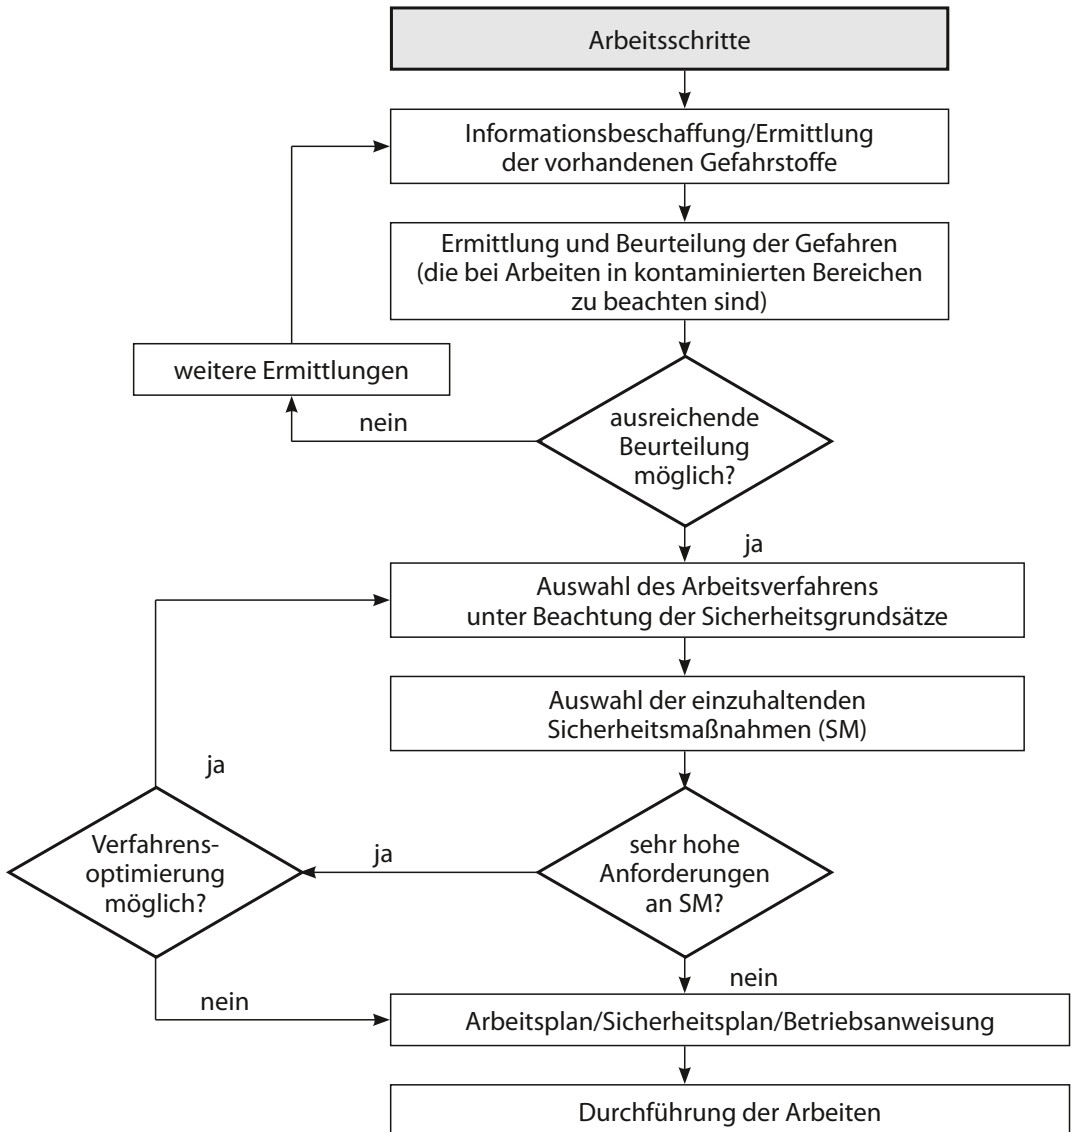 Arbeitsschritte
Informationsbeschaffung/Ermittlung
der vorhandenen Gefahrstoffe
Ermittlung und Beurteilung der Gefahren
(die bei Arbeiten in kontaminierten Bereichen
zu beachten sind)
weitere Ermittlungen
nein
ausreichende
Beurteilung
möglich?
ja
Auswahl des Arbeitsverfahrens
unter Beachtung der Sicherheitsgrundsätze
Auswahl der einzuhaltenden
Sicherheitsmaßnahmen (SM)
ja
Verfahrens-
optimierung
möglich?
ja
sehr hohe
Anforderungen
an SM?
nein
nein
Arbeitsplan/Sicherheitsplan/Betriebsanweisung
Durchführung der Arbeiten